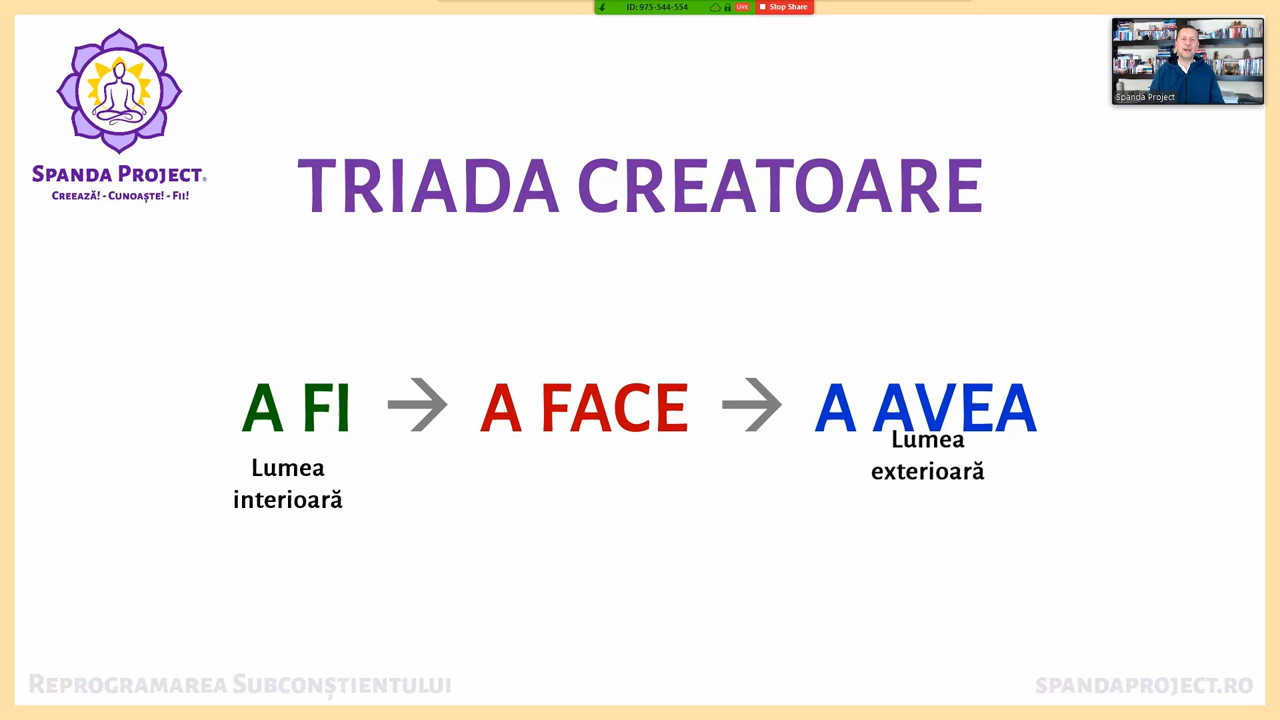 ID: 975-544-554
LIVE
Stop Share
Spanda Project
SPANDA PROJECT®
CREEAZĂ! - CUNOAȘTE! - FII!
TRIADA CREATOARE
A FI → A FACE → A AVEA
Lumea
interioară
Lumea
exterioară
REPROGRAMAREA SUBCONȘTIENTULUI
SPANDAPROJECT.RO